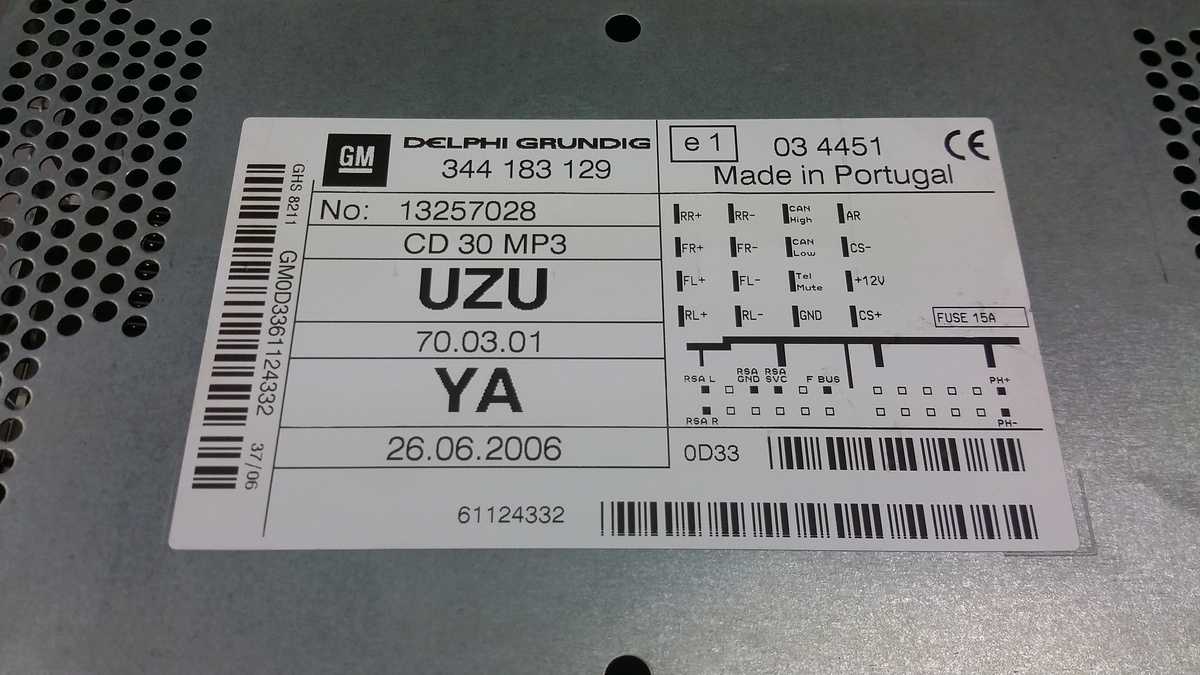 GM DELPHI GRUNDIG
344 183 129
No: 13257028
CD 30 MP3
UZU
70.03.01
YA
26.06.2006
61124332
GHS 8211 GM0D3361124332 37/06
e1 03 4451 CE
Made in Portugal
RR+ RR- CAN High AR
FR+ FR- CAN Low CS-
FL+ FL- Tel Mute +12V
RL+ RL- GND CS+
FUSE 15A
RSA L RSA GND RSA SVC F BUS PH+
RSA R PH-
0D33